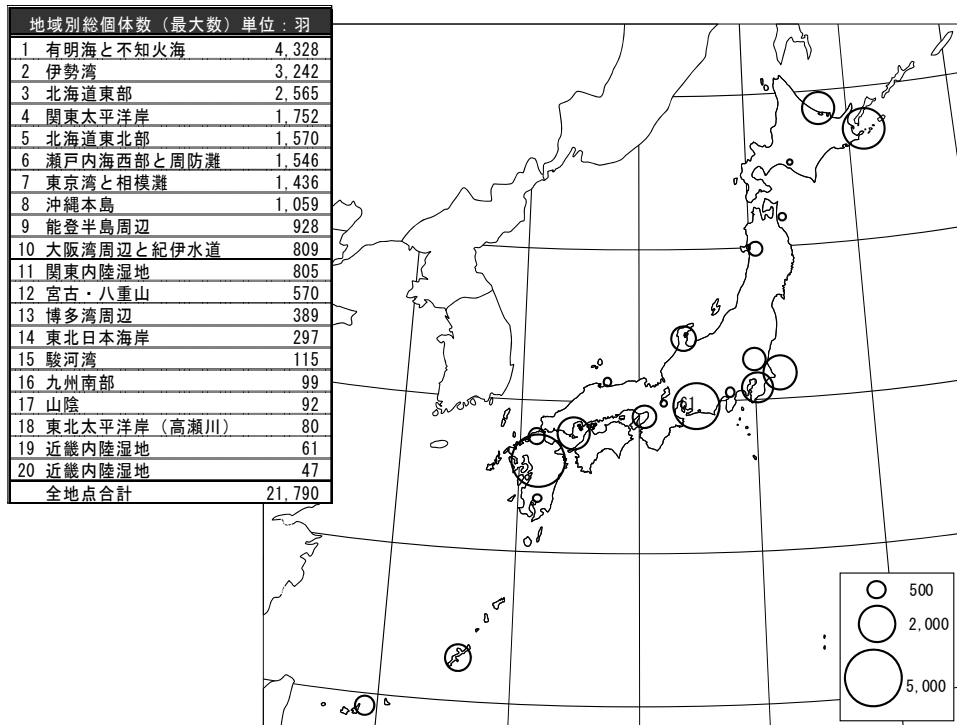 地域別総個体数（最大数）単位：羽
1 有明海と不知火海 4,328
2 伊勢湾 3,242
3 北海道東部 2,565
4 関東太平洋岸 1,752
5 北海道東北部 1,570
6 瀬戸内海西部と周防灘 1,546
7 東京湾と相模灘 1,436
8 沖縄本島 1,059
9 能登半島周辺 928
10 大阪湾周辺と紀伊水道 809
11 関東内陸湿地 805
12 宮古・八重山 570
13 博多湾周辺 389
14 東北日本海岸 297
15 駿河湾 115
16 九州南部 99
17 山陰 92
18 東北太平洋岸（高瀬川） 80
19 近畿内陸湿地 61
20 近畿内陸湿地 47
全地点合計 21,790
61
500
2,000
5,000